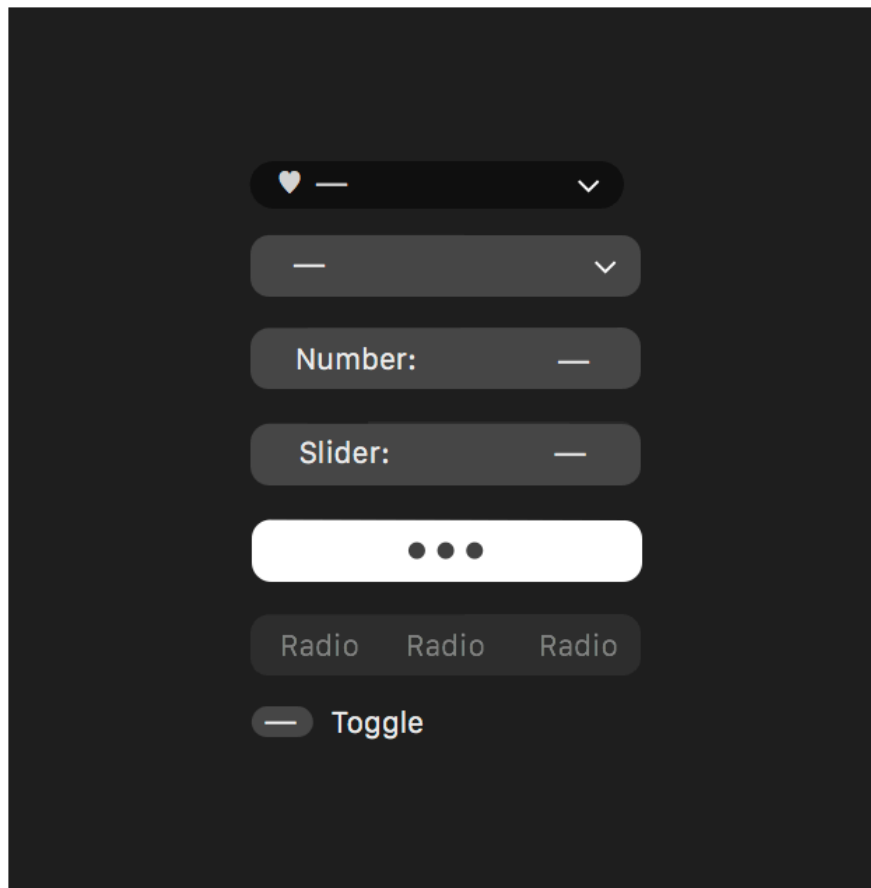 ♥ —
—
Number: —
Slider: —
•••
Radio Radio Radio
— Toggle